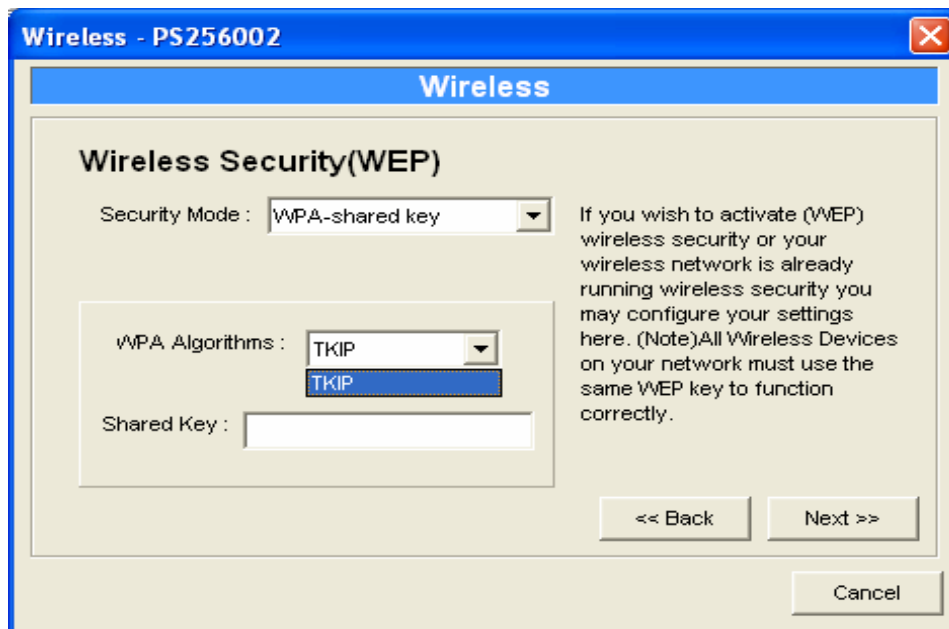 Wireless - PS256002
Wireless
Wireless Security(WEP)
Security Mode : WPA-shared key
If you wish to activate (WEP)
wireless security or your
wireless network is already
running wireless security you
may configure your settings
here. (Note)All Wireless Devices
on your network must use the
same WEP key to function
correctly.
WPA Algorithms : TKIP
TKIP
Shared Key :
<< Back
Next >>
Cancel